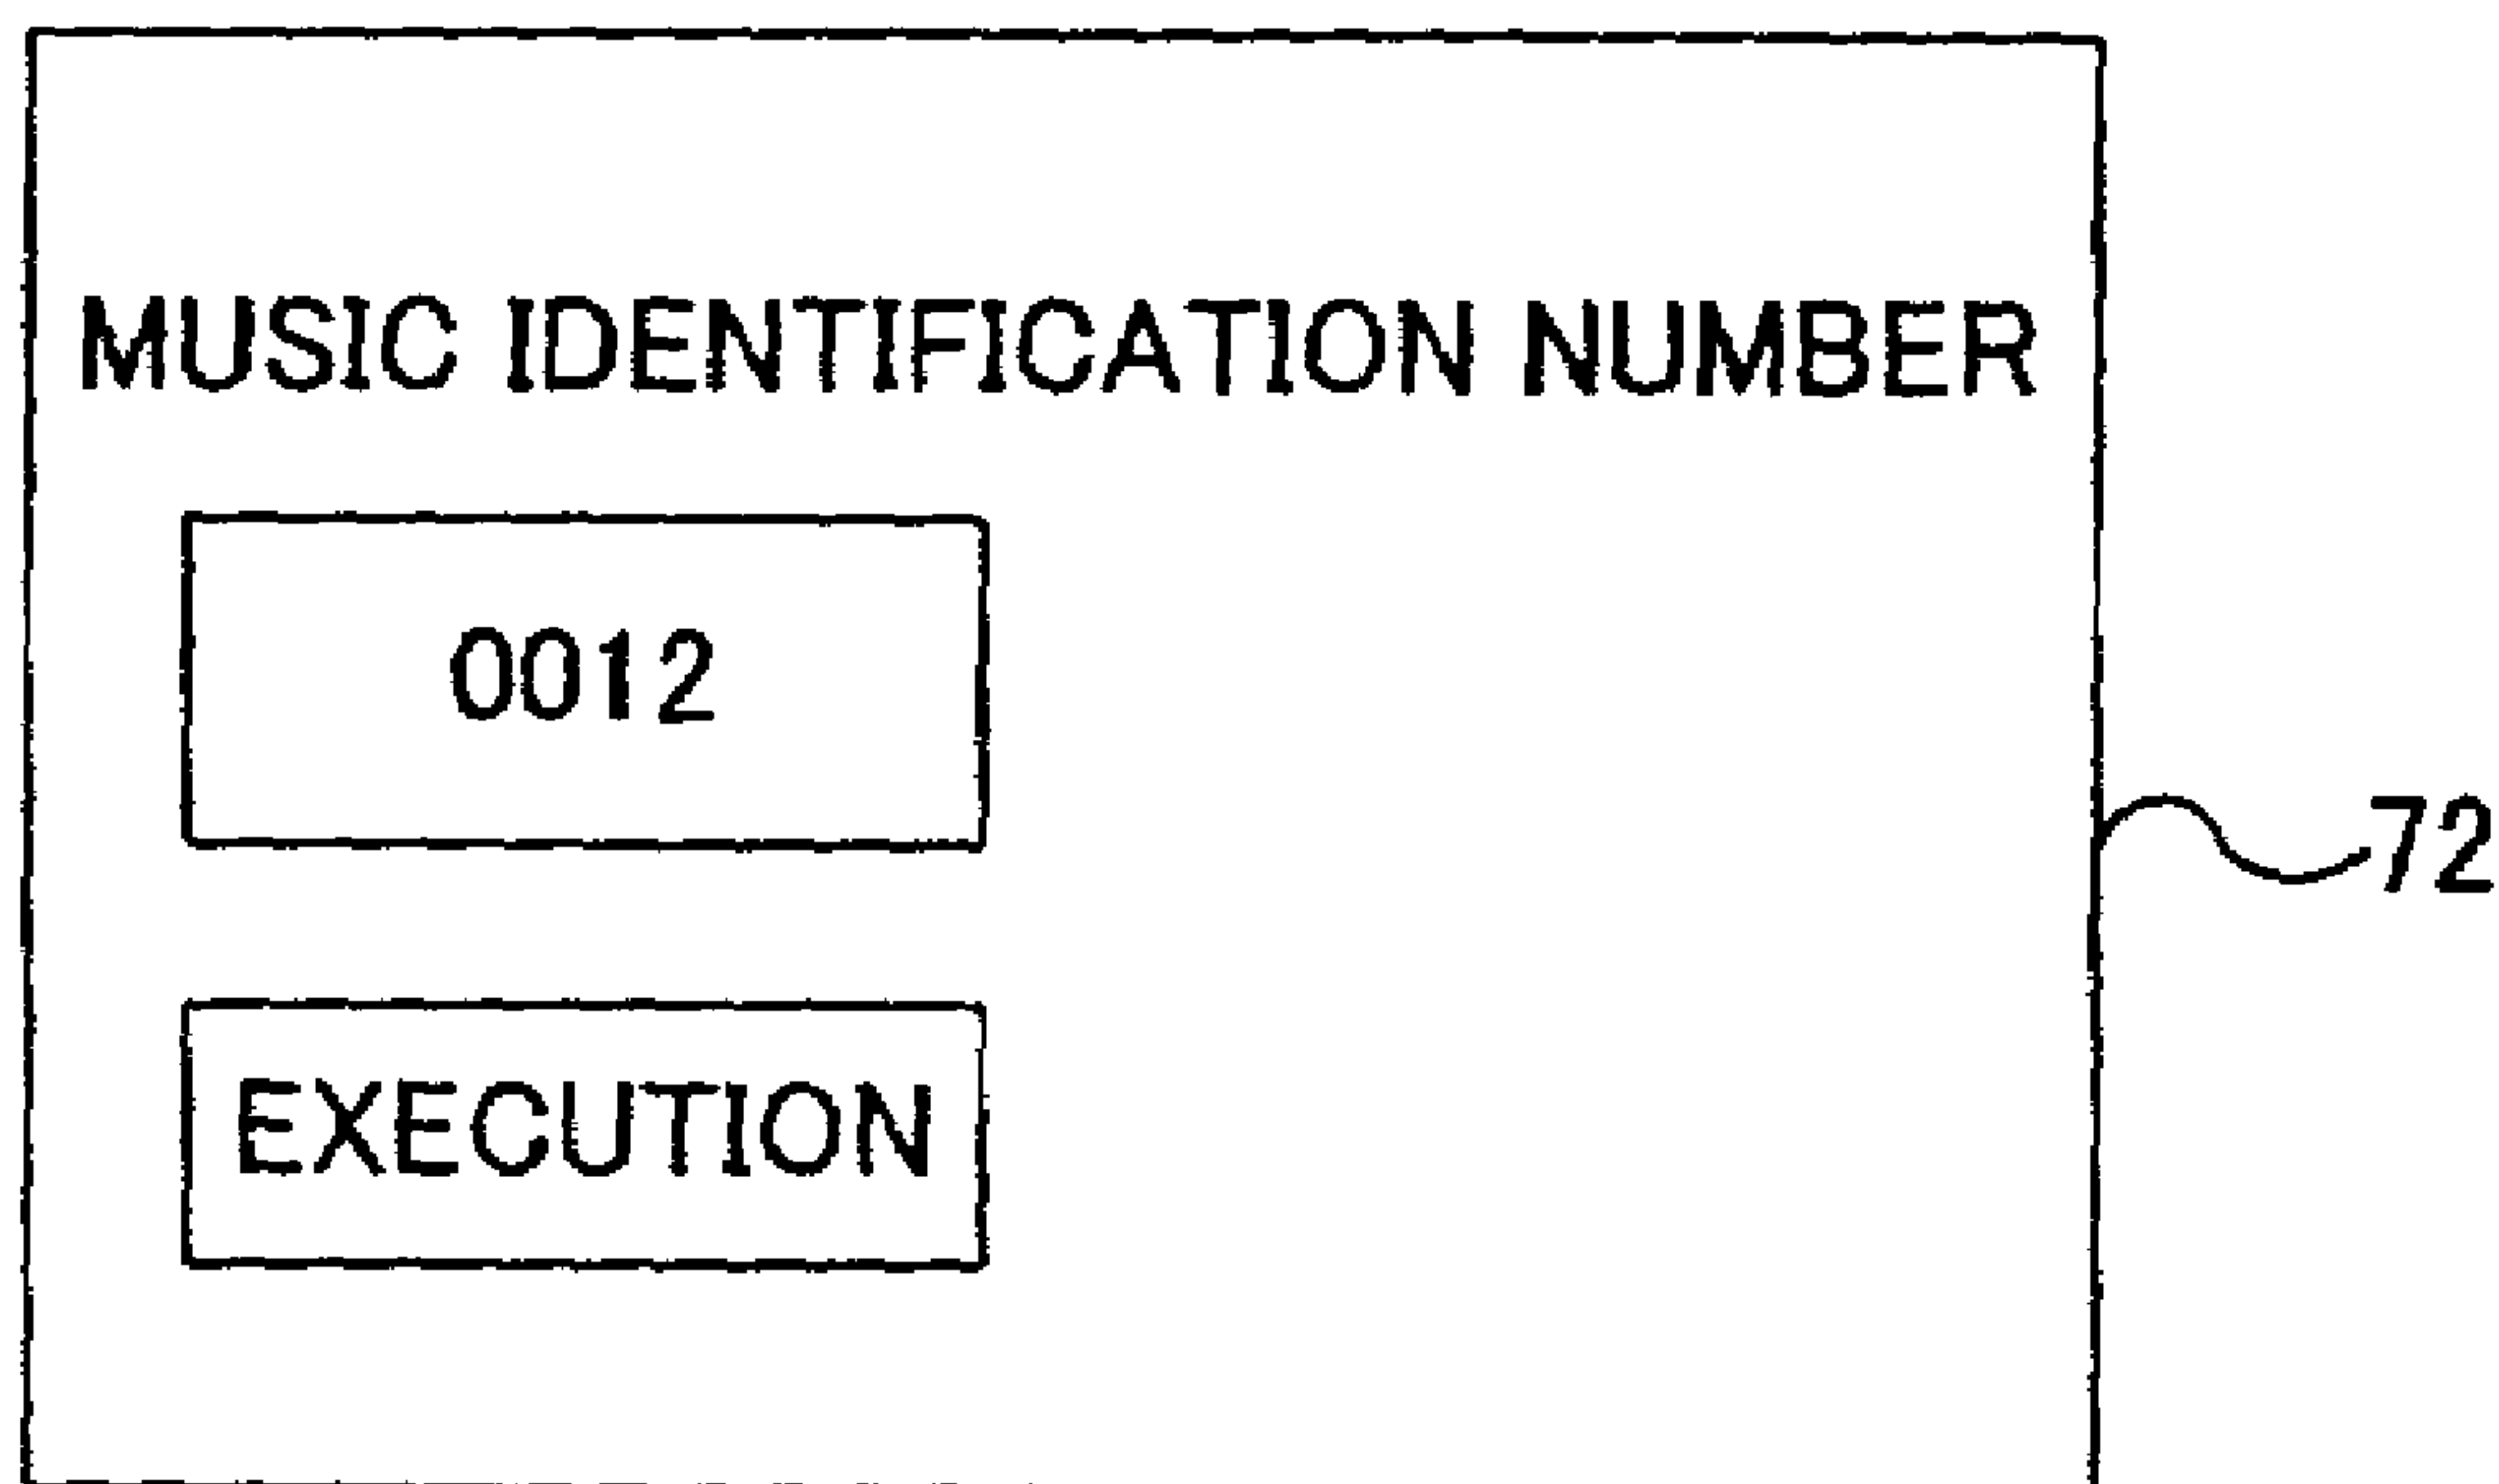 MUSIC IDENTIFICATION NUMBER
0012
72
EXECUTION